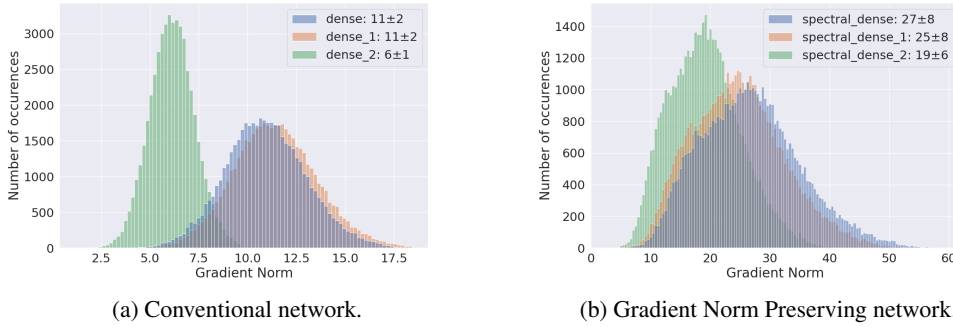 dense: 11±2
dense_1: 11±2
dense_2: 6±1
Number of occurences
3000
2500
2000
1500
1000
500
0
2.5 5.0 7.5 10.0 12.5 15.0 17.5
Gradient Norm
(a) Conventional network.
spectral_dense: 27±8
spectral_dense_1: 25±8
spectral_dense_2: 19±6
Number of occurences
1400
1200
1000
800
600
400
200
0
0 10 20 30 40 50 60
Gradient Norm
(b) Gradient Norm Preserving network